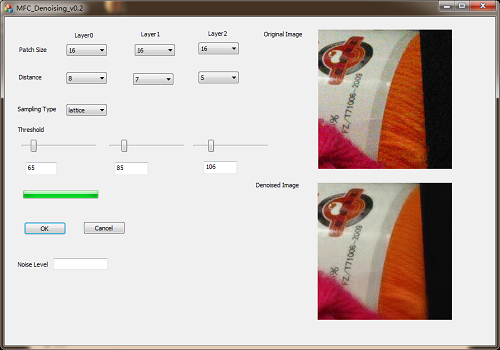 MFC_Denoising_v0.2
Layer0 Layer1 Layer2 Original Image
Patch Size 16 16 16
Distance 8 7 5
Sampling Type lattice
Threshold
65 85 106
Denoised Image
OK Cancel
Noise Level
FZ/T71006-2009
%
FZ/T71006-2009
%